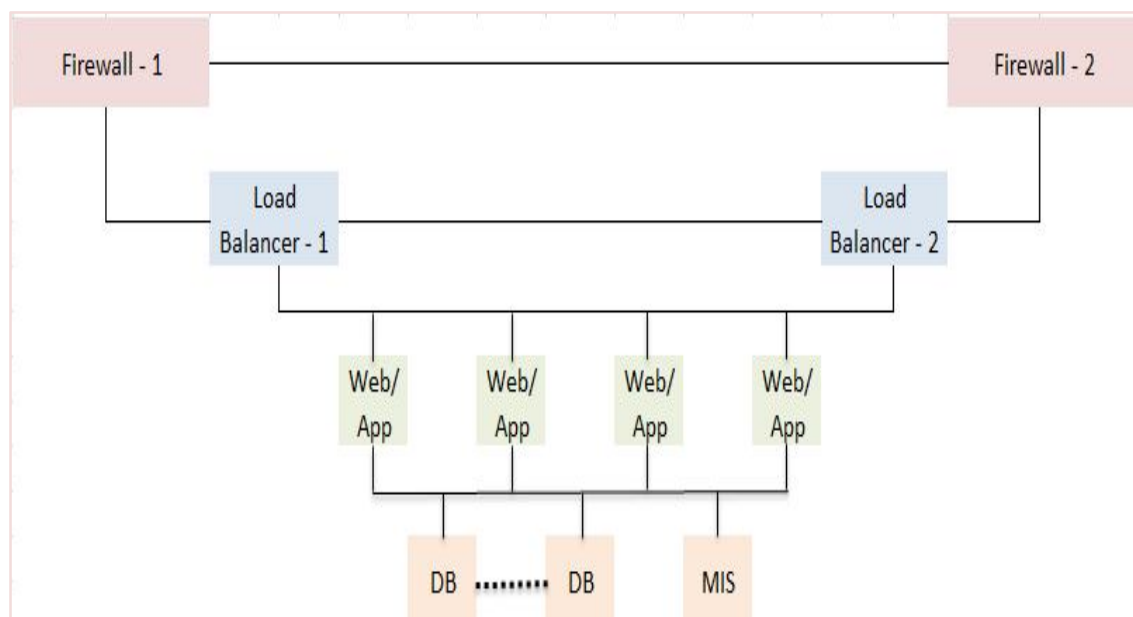 Firewall - 1
Firewall - 2
Load
Balancer - 1
Load
Balancer - 2
Web/
App
Web/
App
Web/
App
Web/
App
DB
DB
MIS